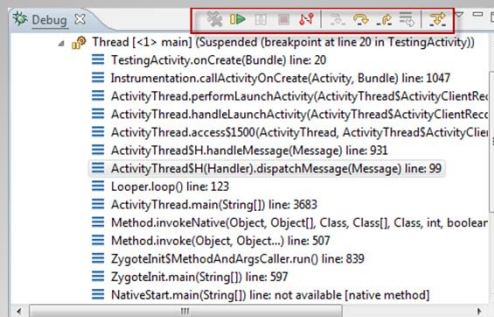 Debug
Thread [<1> main] (Suspended (breakpoint at line 20 in TestingActivity))
TestingActivity.onCreate(Bundle) line: 20
Instrumentation.callActivityOnCreate(Activity, Bundle) line: 1047
ActivityThread.performLaunchActivity(ActivityThread$ActivityClientRec
ActivityThread.handleLaunchActivity(ActivityThread$ActivityClientRecc
ActivityThread.access$1500(ActivityThread, ActivityThread$ActivityClier
ActivityThread$H.handleMessage(Message) line: 931
ActivityThread$H(Handler).dispatchMessage(Message) line: 99
Looper.loop() line: 123
ActivityThread.main(String[]) line: 3683
Method.invokeNative(Object, Object[], Class, Class[], Class, int, boolean
Method.invoke(Object, Object...) line: 507
ZygoteInit$MethodAndArgsCaller.run() line: 839
ZygoteInit.main(String[]) line: 597
NativeStart.main(String[]) line: not available [native method]